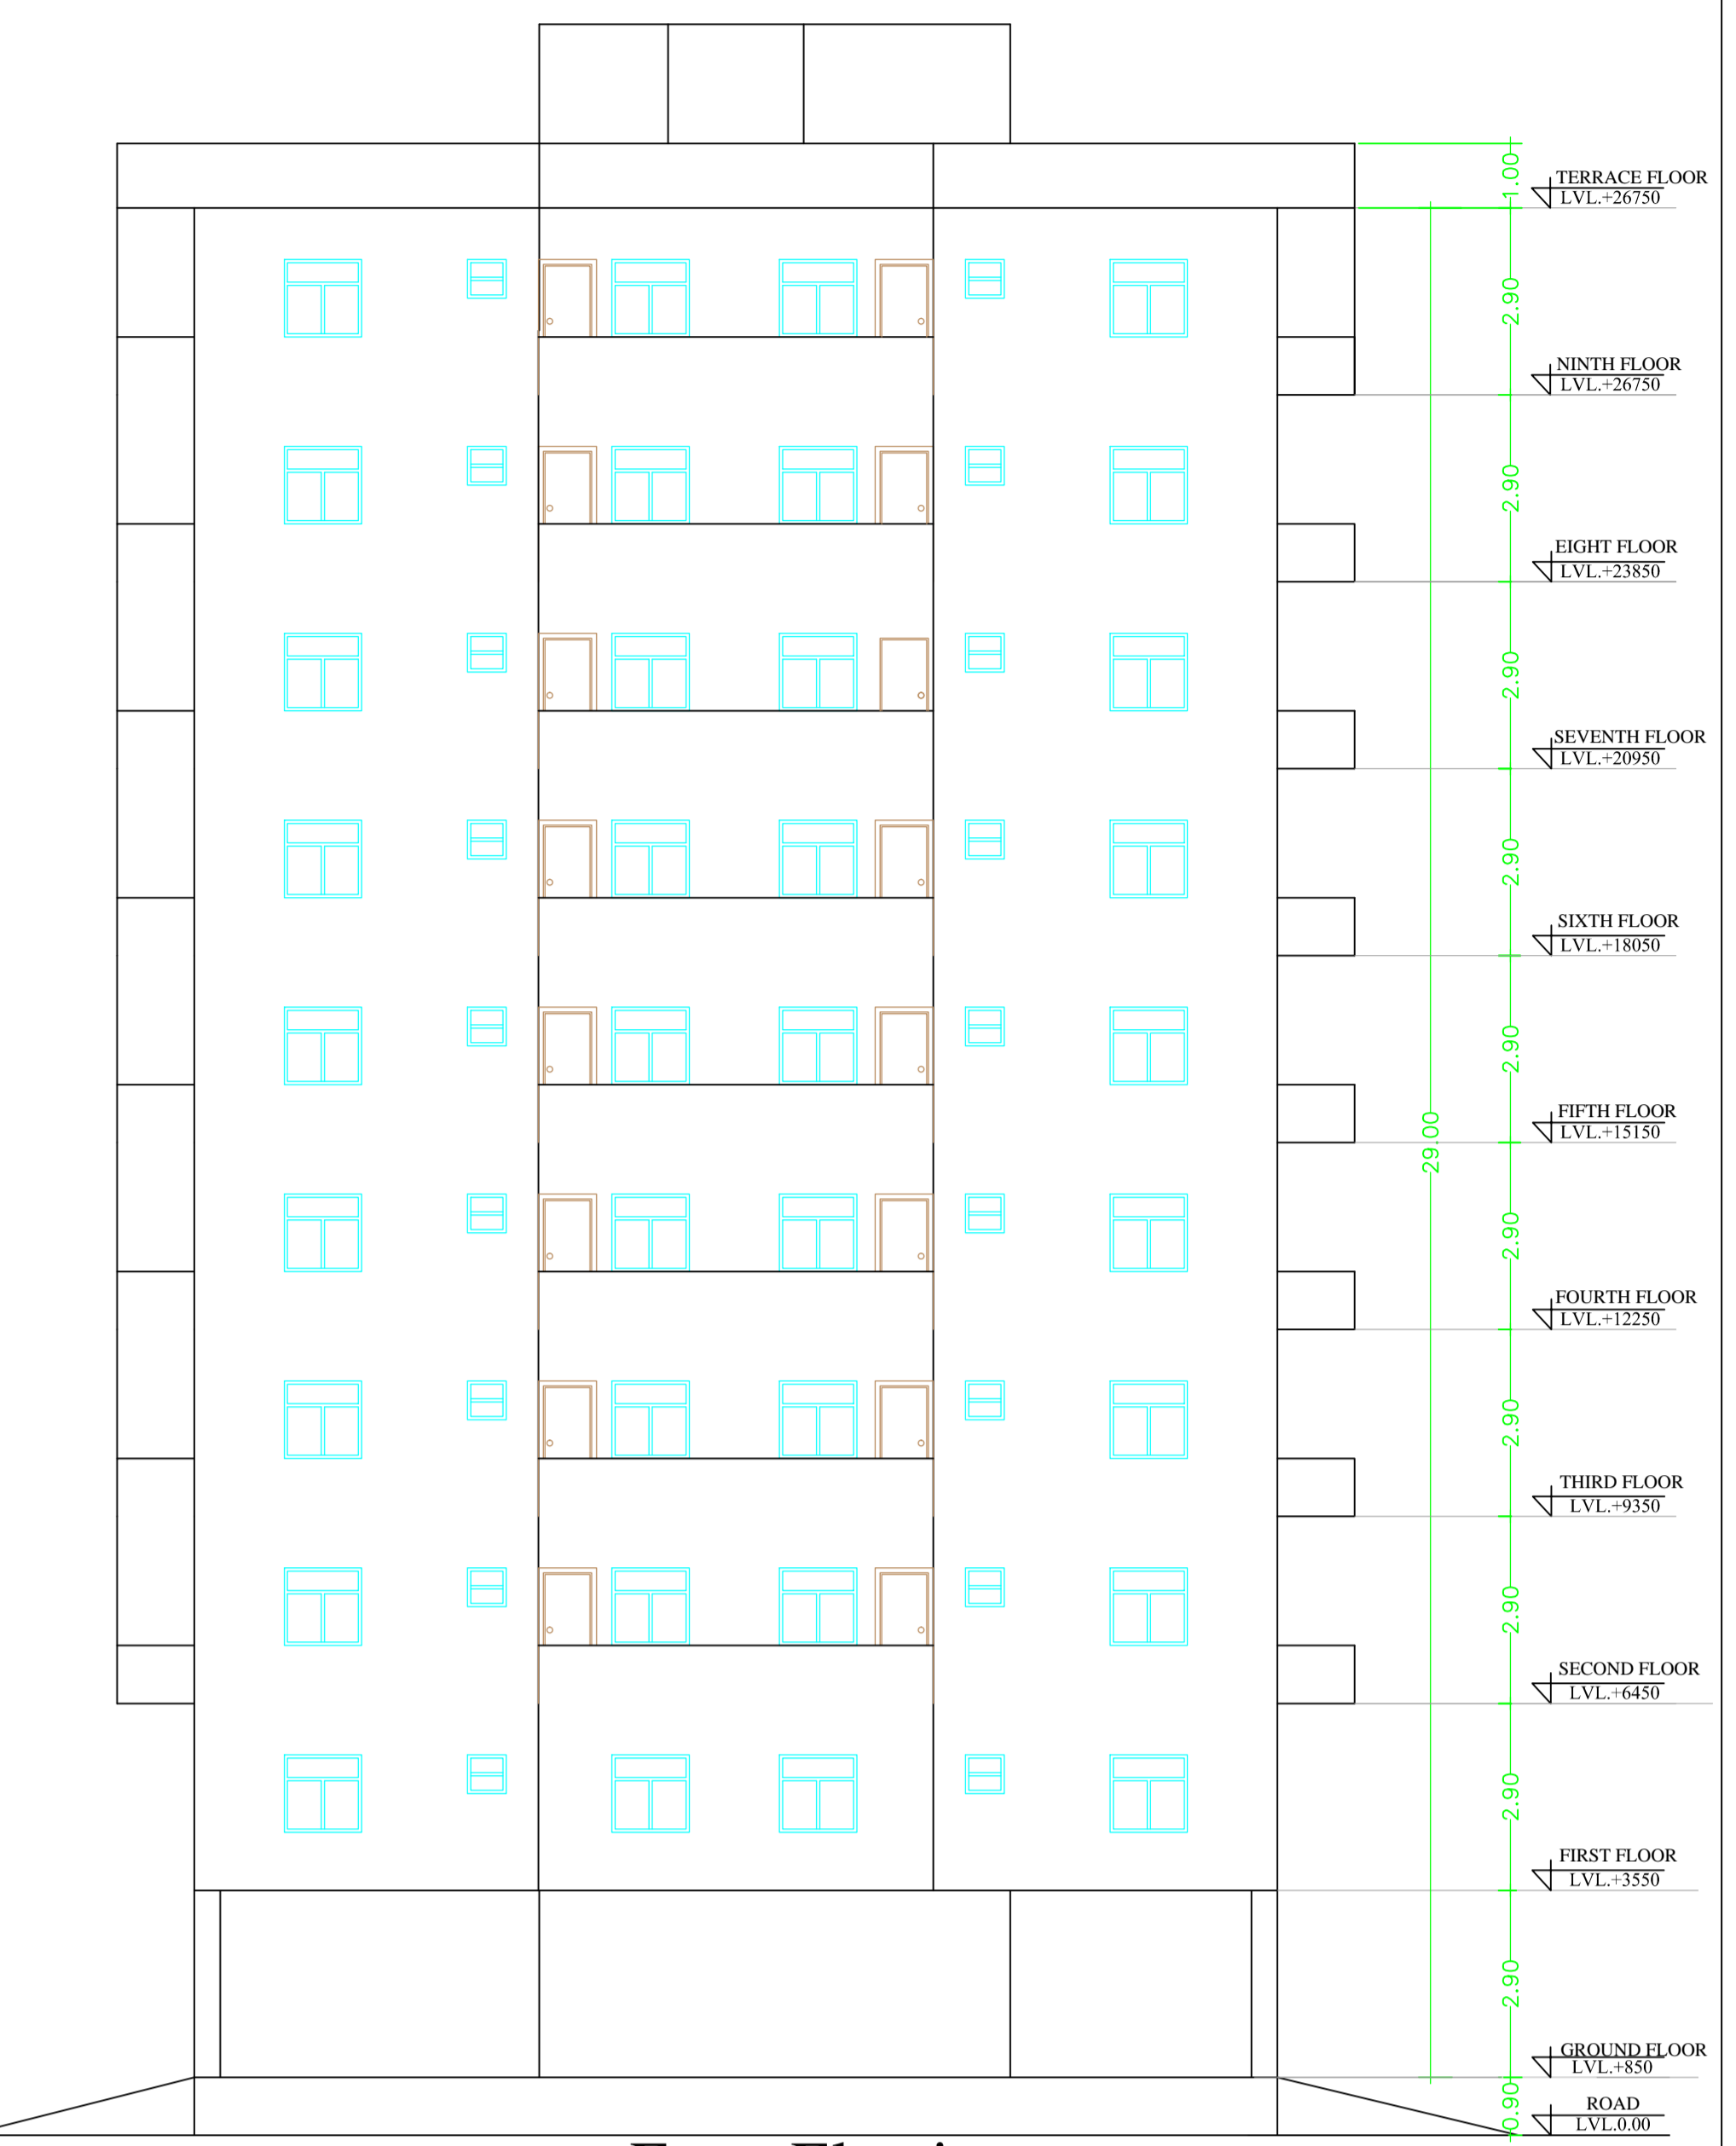 1.00
TERRACE FLOOR
LVL.+26750
2.90
NINTH FLOOR
LVL.+26750
2.90
EIGHT FLOOR
LVL.+23850
2.90
SEVENTH FLOOR
LVL.+20950
2.90
SIXTH FLOOR
LVL.+18050
2.90
FIFTH FLOOR
LVL.+15150
29.00
2.90
FOURTH FLOOR
LVL.+12250
2.90
THIRD FLOOR
LVL.+9350
2.90
SECOND FLOOR
LVL.+6450
2.90
FIRST FLOOR
LVL.+3550
2.90
GROUND FLOOR
LVL.+850
0.90
ROAD
LVL.0.00